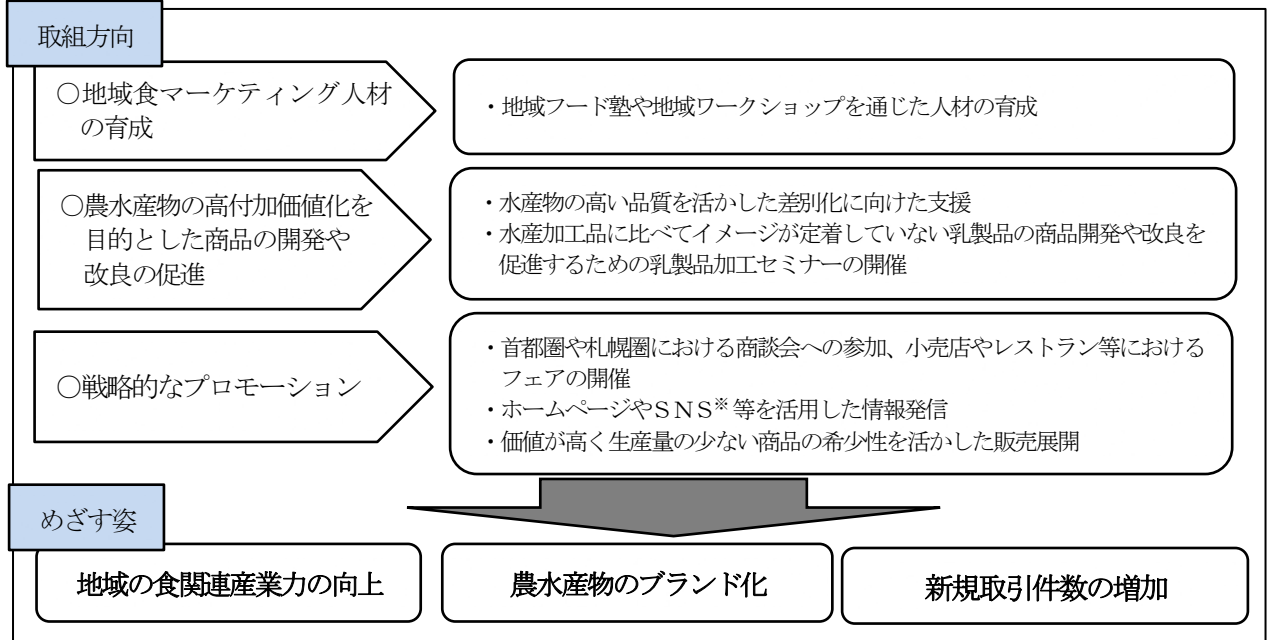 取組方向
〇地域食マーケティング人材
の育成
・地域フード塾や地域ワークショップを通じた人材の育成
〇農水産物の高付加価値化を
目的とした商品の開発や
改良の促進
・水産物の高い品質を活かした差別化に向けた支援
・水産加工品に比べてイメージが定着していない乳製品の商品開発や改良を
促進するための乳製品加工セミナーの開催
〇戦略的なプロモーション
・首都圏や札幌圏における商談会への参加、小売店やレストラン等における
フェアの開催
・ホームページやSNS※等を活用した情報発信
・価値が高く生産量の少ない商品の希少性を活かした販売展開
めざす姿
地域の食関連産業力の向上
農水産物のブランド化
新規取引件数の増加